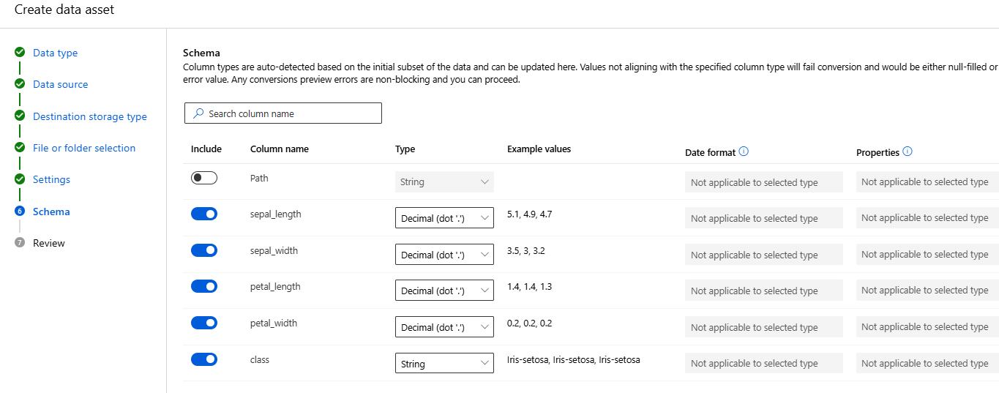 Create data asset
Data type
Data source
Destination storage type
File or folder selection
Settings
6 Schema
7 Review
Schema
Column types are auto-detected based on the initial subset of the data and can be updated here. Values not aligning with the specified column type will fail conversion and would be either null-filled or
error value. Any conversions preview errors are non-blocking and you can proceed.
Search column name
Include Column name Type Example values Date format Properties
Path String Not applicable to selected type Not applicable to selected type
sepal_length Decimal (dot '.') 5.1, 4.9, 4.7 Not applicable to selected type Not applicable to selected type
sepal_width Decimal (dot '.') 3.5, 3, 3.2 Not applicable to selected type Not applicable to selected type
petal_length Decimal (dot '.') 1.4, 1.4, 1.3 Not applicable to selected type Not applicable to selected type
petal_width Decimal (dot '.') 0.2, 0.2, 0.2 Not applicable to selected type Not applicable to selected type
class String Iris-setosa, Iris-setosa, Iris-setosa Not applicable to selected type Not applicable to selected type